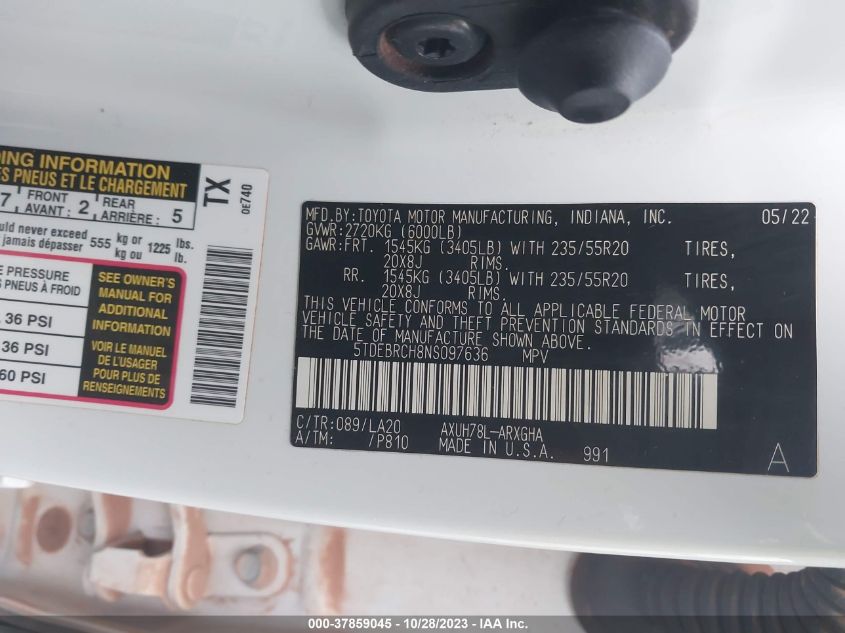 DING INFORMATION
ES PNEUS ET LE CHARGEMENT
7 FRONT AVANT : 2 REAR ARRIÈRE : 5
ould never exceed 555 kg or 1225 lbs.
jamais dépasser kg ou lb.
E PRESSURE
S PNEUS À FROID
36 PSI
36 PSI
60 PSI
SEE OWNER'S
MANUAL FOR
ADDITIONAL
INFORMATION
VOIR LE MANUEL
DE L'USAGER
POUR PLUS DE
RENSEIGNEMENTS
TX
0E740
MFD.BY:TOYOTA MOTOR MANUFACTURING, INDIANA, INC. 05/22
GVWR:2720KG (6000LB)
GAWR:FRT. 1545KG (3405LB) WITH 235/55R20 TIRES,
20X8J RIMS.
RR. 1545KG (3405LB) WITH 235/55R20 TIRES,
20X8J RIMS.
THIS VEHICLE CONFORMS TO ALL APPLICABLE FEDERAL MOTOR
VEHICLE SAFETY AND THEFT PREVENTION STANDARDS IN EFFECT ON
THE DATE OF MANUFACTURE SHOWN ABOVE.
5TDEBRCH8NS097636 MPV
C/TR:089/LA20 AXUH78L-ARXGHA
A/TM: /P810 MADE IN U.S.A. 991 A
000-37859045 - 10/28/2023 - IAA Inc.